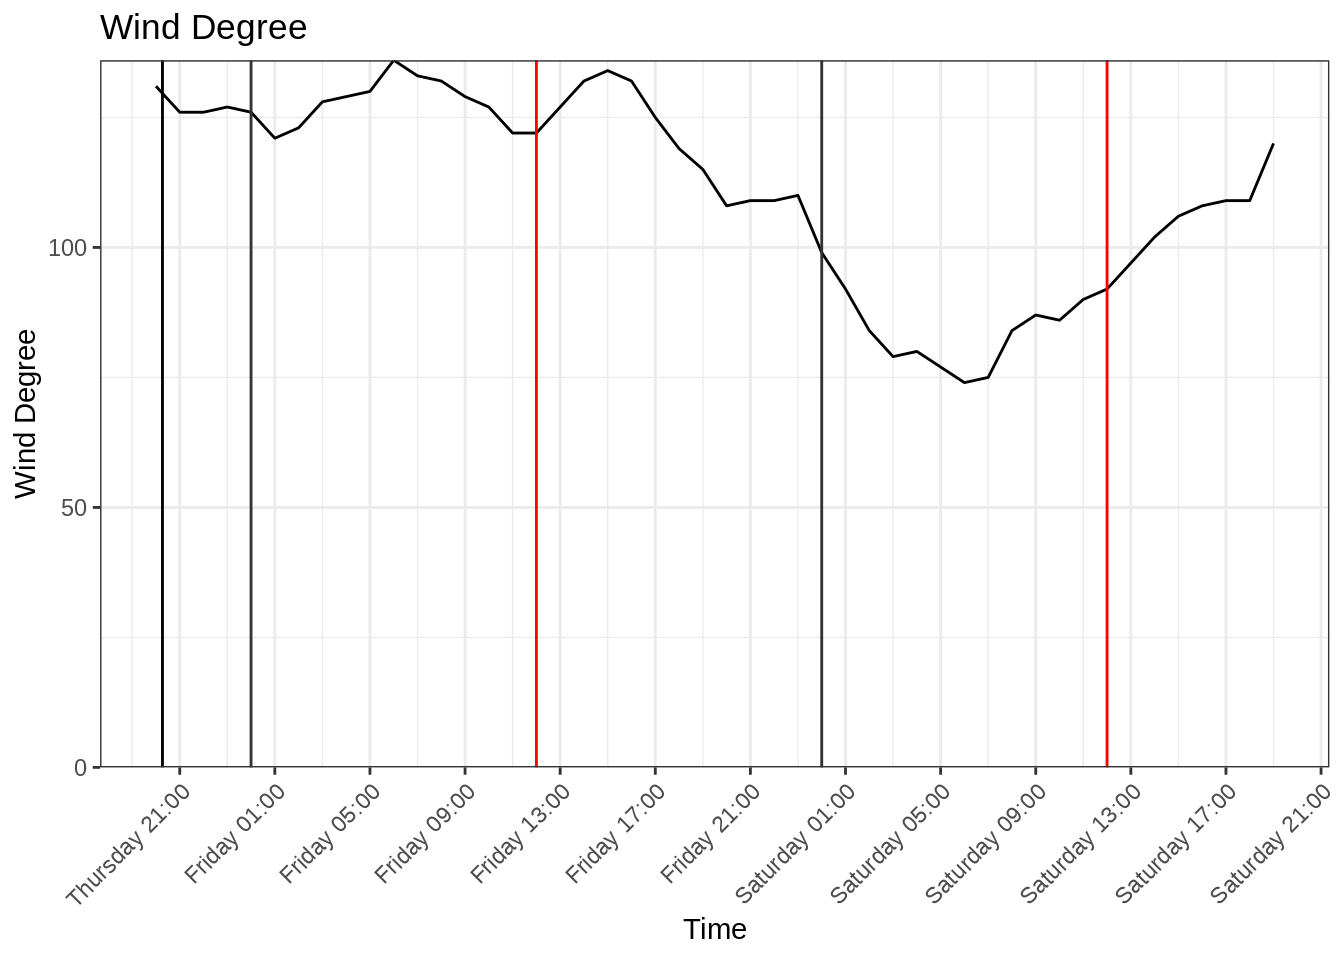 Wind Degree
Wind Degree
100
50
0
Thursday 21:00
Friday 01:00
Friday 05:00
Friday 09:00
Friday 13:00
Friday 17:00
Friday 21:00
Saturday 01:00
Saturday 05:00
Saturday 09:00
Saturday 13:00
Saturday 17:00
Saturday 21:00
Time